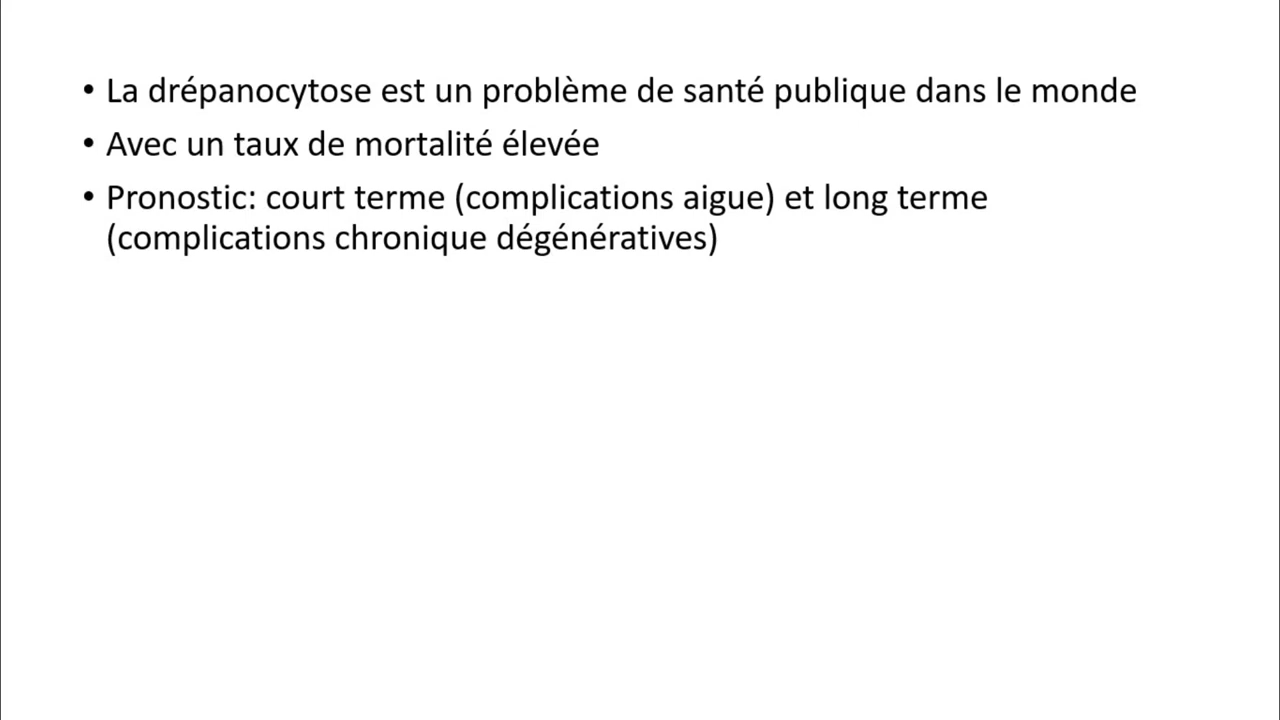 • La drépanocytose est un problème de santé publique dans le monde
• Avec un taux de mortalité élevée
• Pronostic: court terme (complications aigue) et long terme
(complications chronique dégénératives)